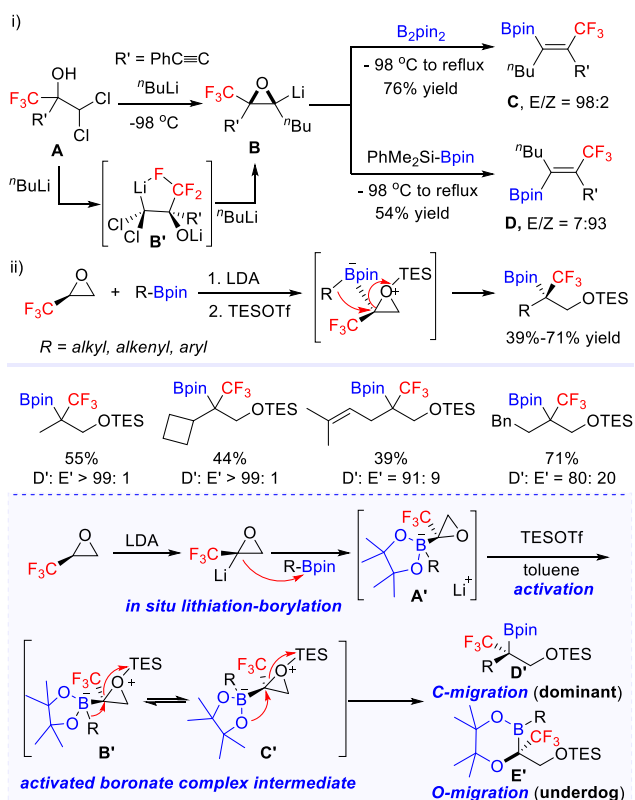 i)
R' = PhC≡C
OH
F₃C
R'
Cl
Cl
A
ⁿBuLi
-98 ºC
F₃C
O
Li
R'
ⁿBu
B
B₂pin₂
- 98 ºC to reflux
76% yield
Bpin
CF₃
ⁿBu
R'
C, E/Z = 98:2
ⁿBuLi
Li
F
CF₂
Cl
Cl
R'
OLi
B'
ⁿBuLi
PhMe₂Si-Bpin
- 98 ºC to reflux
54% yield
ⁿBu
CF₃
Bpin
R'
D, E/Z = 7:93
ii)
O
F₃C
+ R-Bpin
1. LDA
2. TESOTf
R
Bpin
−
TES
O
+
F₃C
Bpin
CF₃
R
OTES
39%-71% yield
R = alkyl, alkenyl, aryl
Bpin
CF₃
OTES
55%
D': E' > 99: 1
Bpin
CF₃
OTES
44%
D': E' > 99: 1
Bpin
CF₃
OTES
39%
D': E' = 91: 9
Bpin
CF₃
Bn
OTES
71%
D': E' = 80: 20
O
F₃C
LDA
O
F₃C
Li
R-Bpin
in situ lithiation-borylation
F₃C
O
O
B
−
O
R
A'
Li⁺
TESOTf
toluene
activation
F₃C
TES
O
+
O
B
−
O
R
B'
F₃C
TES
O
+
R
O
B
−
O
C'
activated boronate complex intermediate
F₃C
Bpin
R
OTES
D'
C-migration (dominant)
R
O
B
CF₃
O
OTES
E'
O-migration (underdog)